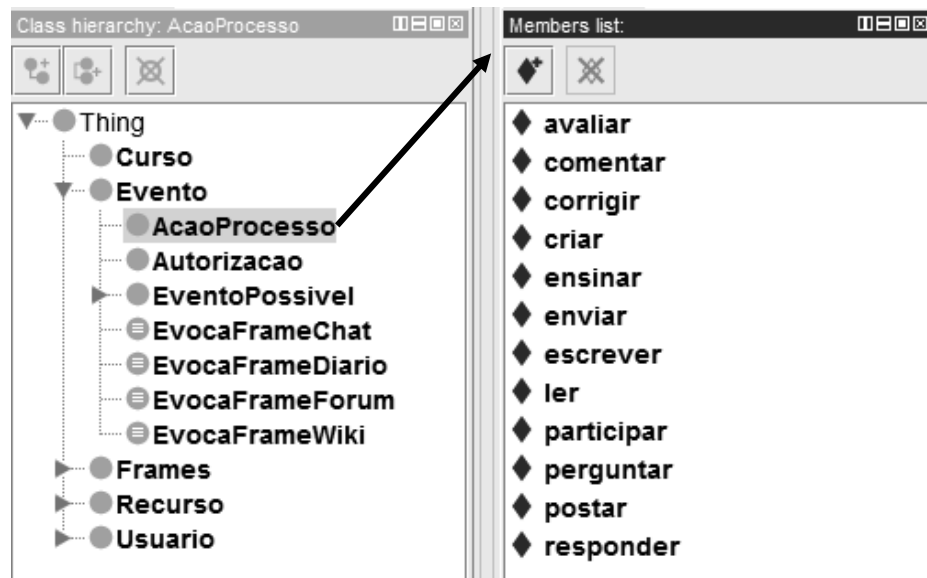 Class hierarchy: AcaoProcesso
Thing
Curso
Evento
AcaoProcesso
Autorizacao
EventoPossivel
EvocaFrameChat
EvocaFrameDiario
EvocaFrameForum
EvocaFrameWiki
Frames
Recurso
Usuario
Members list:
avaliar
comentar
corrigir
criar
ensinar
enviar
escrever
ler
participar
perguntar
postar
responder